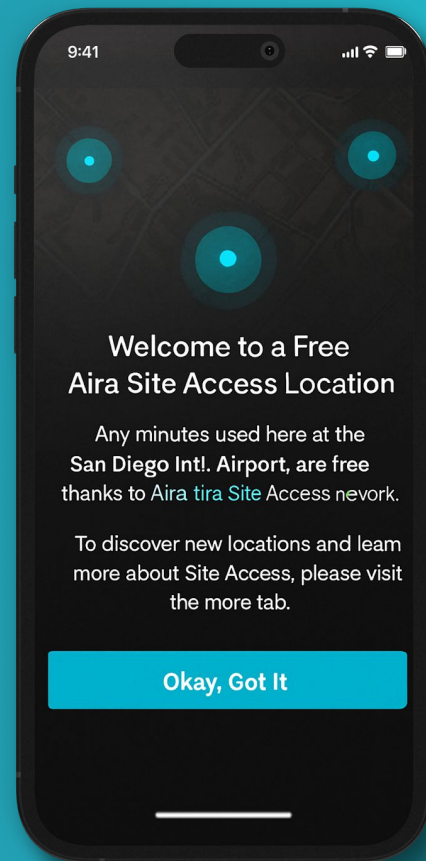 9:41
Welcome to a Free
Aira Site Access Location
Any minutes used here at the
San Diego Int!. Airport, are free
thanks to Aira tira Site Access nevork.
To discover new locations and leam
more about Site Access, please visit
the more tab.
Okay, Got It